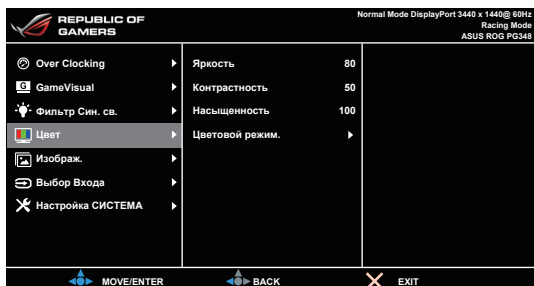 REPUBLIC OF
GAMERS
Normal Mode DisplayPort 3440 x 1440@ 60Hz
Racing Mode
ASUS ROG PG348
Over Clocking
G GameVisual
Фильтр Син. св.
Цвет
Изображ.
Выбор Входа
Настройка СИСТЕМА
Яркость 80
Контрастность 50
Насыщенность 100
Цветовой режим.
MOVE/ENTER BACK EXIT